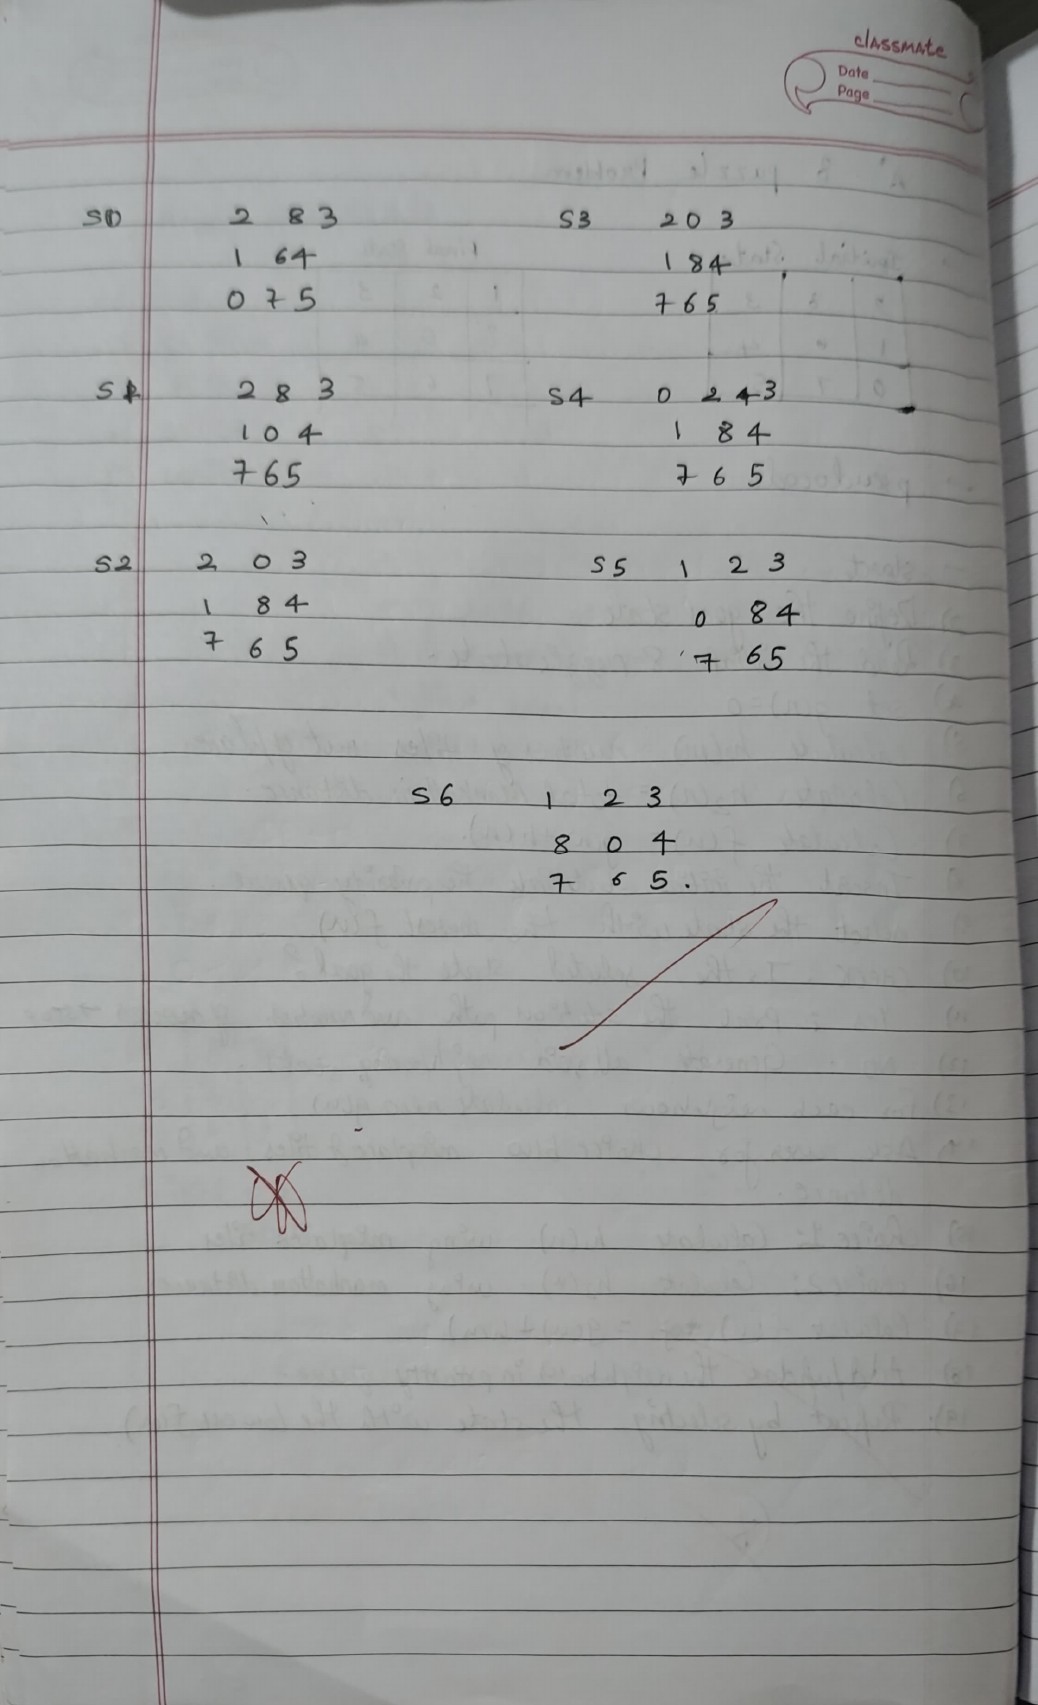 classmate
Date
Page
S0 2 8 3
1 6 4
0 7 5
S1 2 8 3
1 0 4
7 6 5
S2 2 0 3
1 8 4
7 6 5
S3 2 0 3
1 8 4
7 6 5
S4 0 2 4 3
1 8 4
7 6 5
S5 1 2 3
0 8 4
7 6 5
S6 1 2 3
8 0 4
7 6 5.